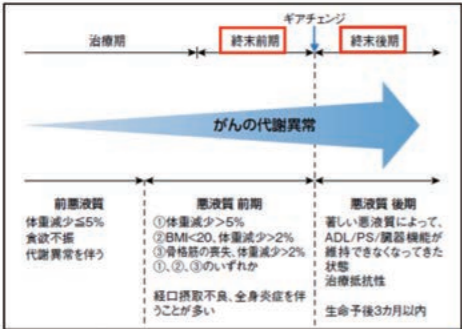 ギアチェンジ
治療期
終末前期
終末後期
がんの代謝異常
前悪液質
体重減少≦5%
食欲不振
代謝異常を伴う
悪液質 前期
①体重減少>5%
②BMI<20、体重減少>2%
③骨格筋の喪失、体重減少>2%
①、②、③のいずれか
経口摂取不良、全身炎症を伴
うことが多い
悪液質 後期
著しい悪液質によって、
ADL/PS/臓器機能が
維持できなくなってきた
状態
治療抵抗性
生命予後3カ月以内